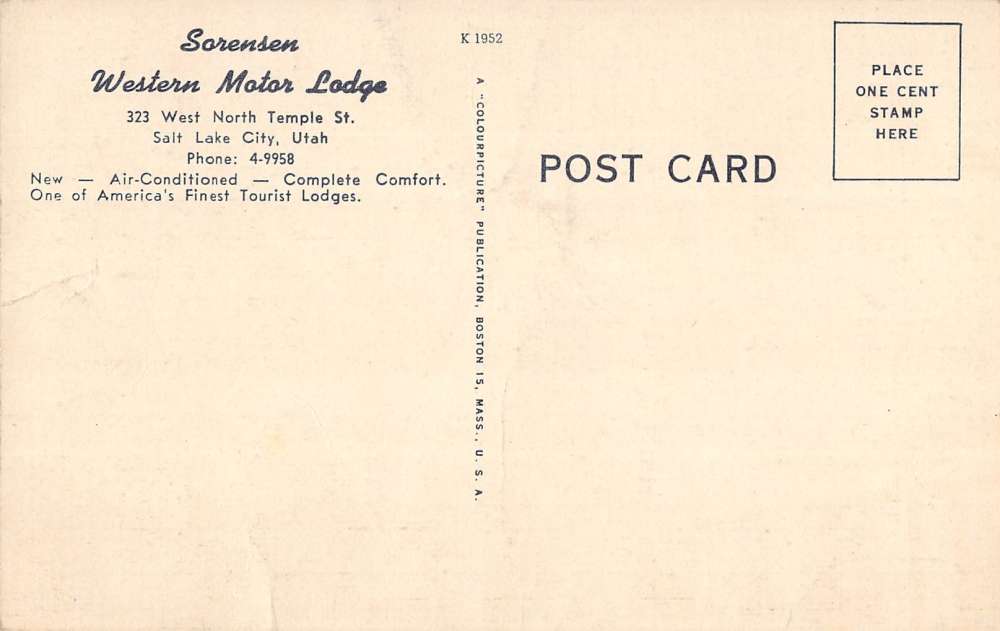 Sorensen
Western Motor Lodge
323 West North Temple St.
Salt Lake City, Utah
Phone: 4-9958
New — Air-Conditioned — Complete Comfort.
One of America's Finest Tourist Lodges.
K 1952
A "COLOURPICTURE" PUBLICATION, BOSTON 15, MASS., U. S. A.
POST CARD
PLACE
ONE CENT
STAMP
HERE